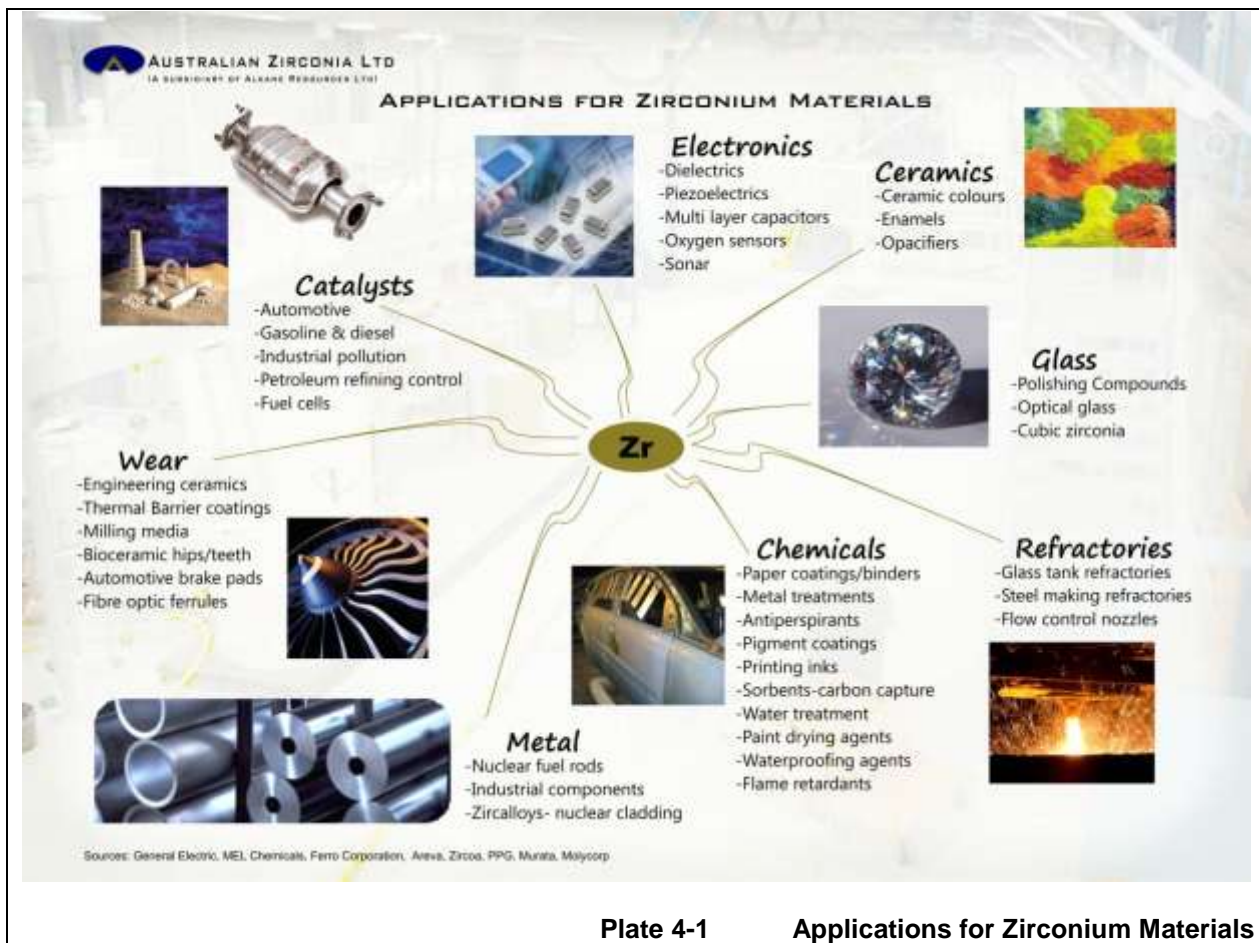 AUSTRALIAN ZIRCONIA LTD
(A SUBSIDIARY OF ALKANE RESOURCES LTD)
APPLICATIONS FOR ZIRCONIUM MATERIALS
Electronics
-Dielectrics
-Piezoelectrics
-Multi layer capacitors
-Oxygen sensors
-Sonar
Ceramics
-Ceramic colours
-Enamels
-Opacifiers
Catalysts
-Automotive
-Gasoline & diesel
-Industrial pollution
-Petroleum refining control
-Fuel cells
Glass
-Polishing Compounds
-Optical glass
-Cubic zirconia
Zr
Wear
-Engineering ceramics
-Thermal Barrier coatings
-Milling media
-Bioceramic hips/teeth
-Automotive brake pads
-Fibre optic ferrules
Chemicals
-Paper coatings/binders
-Metal treatments
-Antiperspirants
-Pigment coatings
-Printing inks
-Sorbents-carbon capture
-Water treatment
-Paint drying agents
-Waterproofing agents
-Flame retardants
Refractories
-Glass tank refractories
-Steel making refractories
-Flow control nozzles
Metal
-Nuclear fuel rods
-Industrial components
-Zircalloys- nuclear cladding
Sources: General Electric, MEL Chemicals, Ferro Corporation, Areva, Zircoa, PPG, Murata, Molycorp
Plate 4-1 Applications for Zirconium Materials